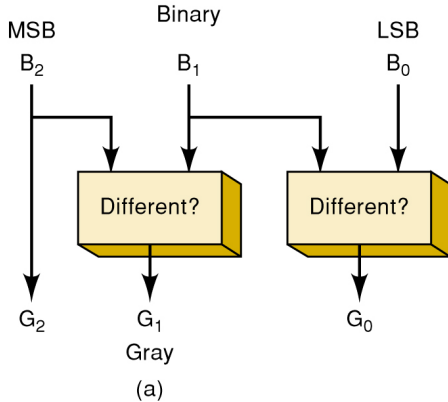 Binary
MSB
LSB
B₂
B₁
B₀
Different?
Different?
G₂
G₁
G₀
Gray
(a)